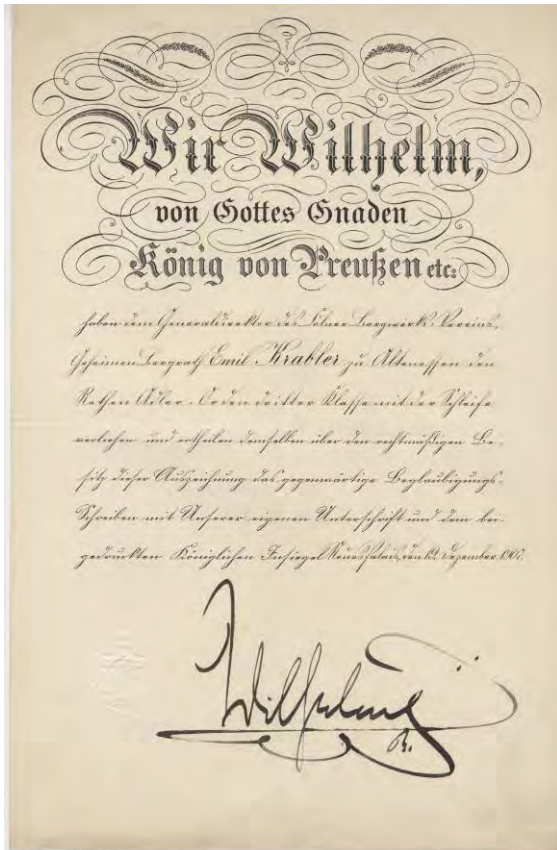 Wir Wilhelm,
von Gottes Gnaden
König von Preußen etc:
haben dem Generaldirektor des Cölner Bergwerks-Vereins,
Geheimen Bergrath Emil Krabler zu Altenessen den
Rothen Adler-Orden dritter Klasse mit der Schleife
verliehen und ertheilen demselben über den rechtmäßigen Be-
sitz dieser Auszeichnung das gegenwärtige Beglaubigungs-
Schreiben mit Unserer eigenen Unterschrift und dem bei-
gedruckten Königlichen Insiegel Neues Palais, den Dezember 1907.
Wilhelm
R.